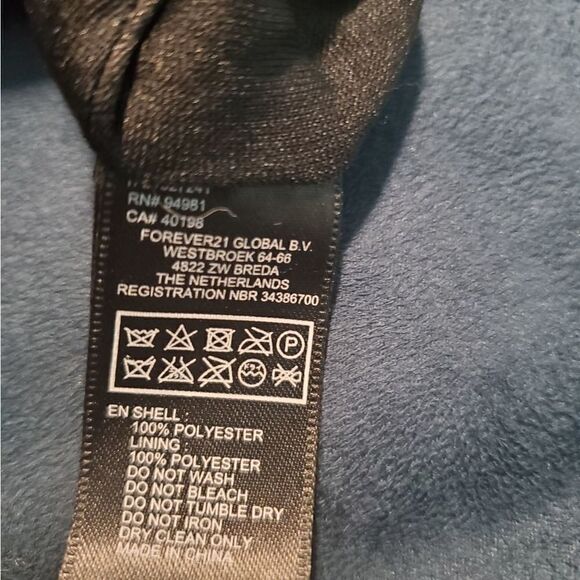 RN# 94981
CA# 40198
FOREVER21 GLOBAL B.V.
WESTBROEK 64-66
4822 ZW BREDA
THE NETHERLANDS
REGISTRATION NBR 34386700
P
EN SHELL :
100% POLYESTER
LINING :
100% POLYESTER
DO NOT WASH
DO NOT BLEACH
DO NOT TUMBLE DRY
DO NOT IRON
DRY CLEAN ONLY
MADE IN CHINA